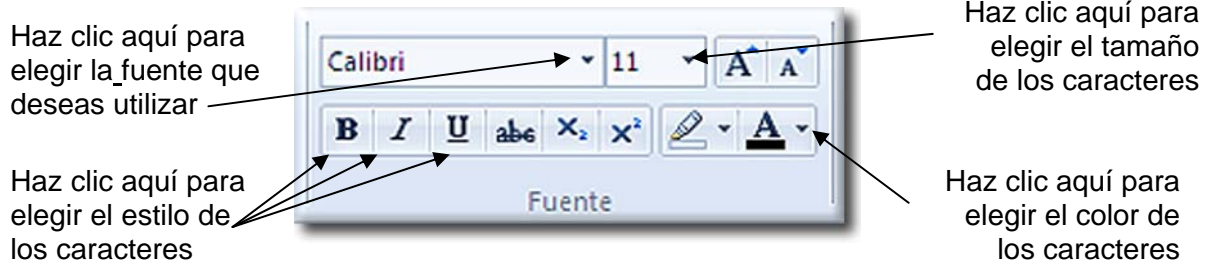 Haz clic aquí para
elegir la fuente que
deseas utilizar
Haz clic aquí para
elegir el tamaño
de los caracteres
Calibri 11 A A
B I U abc X₂ X² A
Fuente
Haz clic aquí para
elegir el estilo de
los caracteres
Haz clic aquí para
elegir el color de
los caracteres